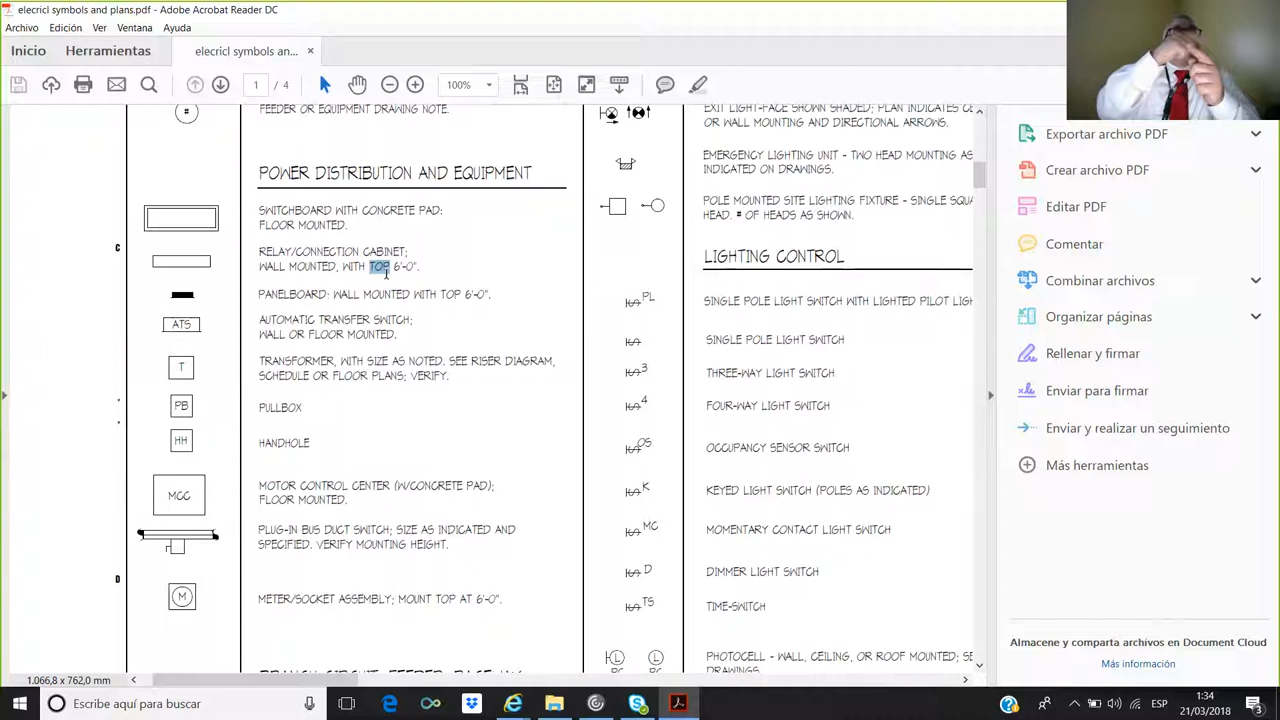 elecricl symbols and plans.pdf - Adobe Acrobat Reader DC
Archivo Edición Ver Ventana Ayuda
Inicio Herramientas elecricl symbols an... ×
1 / 4 100%
# FEEDER OR EQUIPMENT DRAWING NOTE.
POWER DISTRIBUTION AND EQUIPMENT
SWITCHBOARD WITH CONCRETE PAD:
FLOOR MOUNTED.
C
RELAY/CONNECTION CABINET;
WALL MOUNTED, WITH TOP 6'-0".
PANELBOARD: WALL MOUNTED WITH TOP 6'-0".
ATS AUTOMATIC TRANSFER SWITCH;
WALL OR FLOOR MOUNTED.
T TRANSFORMER, WITH SIZE AS NOTED. SEE RISER DIAGRAM,
SCHEDULE OR FLOOR PLANS; VERIFY.
PB PULLBOX
HH HANDHOLE
MCC MOTOR CONTROL CENTER (W/CONCRETE PAD);
FLOOR MOUNTED.
PLUG-IN BUS DUCT SWITCH; SIZE AS INDICATED AND
SPECIFIED. VERIFY MOUNTING HEIGHT.
D
M METER/SOCKET ASSEMBLY; MOUNT TOP AT 6'-0".
EXIT LIGHT-FACE SHOWN SHADED; PLAN INDICATES
OR WALL MOUNTING AND DIRECTIONAL ARROWS.
EMERGENCY LIGHTING UNIT - TWO HEAD MOUNTING AS
INDICATED ON DRAWINGS.
POLE MOUNTED SITE LIGHTING FIXTURE - SINGLE
HEAD. # OF HEADS AS SHOWN.
LIGHTING CONTROL
PL SINGLE POLE LIGHT SWITCH WITH LIGHTED PILOT
SINGLE POLE LIGHT SWITCH
3 THREE-WAY LIGHT SWITCH
4 FOUR-WAY LIGHT SWITCH
OS OCCUPANCY SENSOR SWITCH
K KEYED LIGHT SWITCH (POLES AS INDICATED)
MC MOMENTARY CONTACT LIGHT SWITCH
D DIMMER LIGHT SWITCH
TS TIME-SWITCH
L L PHOTOCELL - WALL, CEILING, OR ROOF MOUNTED;
DRAWINGS.
Exportar archivo PDF
Crear archivo PDF
Editar PDF
Comentar
Combinar archivos
Organizar páginas
Rellenar y firmar
Enviar para firmar
Enviar y realizar un seguimiento
Más herramientas
Almacene y comparta archivos en Document Cloud
Más información
1.066,8 x 762,0 mm
Escribe aquí para buscar
ESP
1:34
21/03/2018
3